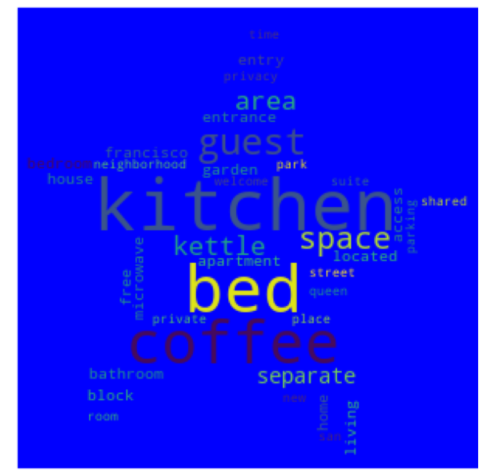 time
entry
privacy
area
entrance
guest
francisco
bedroom neighborhood park
garden
house welcome suite
kitchen access shared
parking
space
kettle
located
apartment
microwave
free street
bed queen
private place
coffee
bathroom separate
block new home living
room san